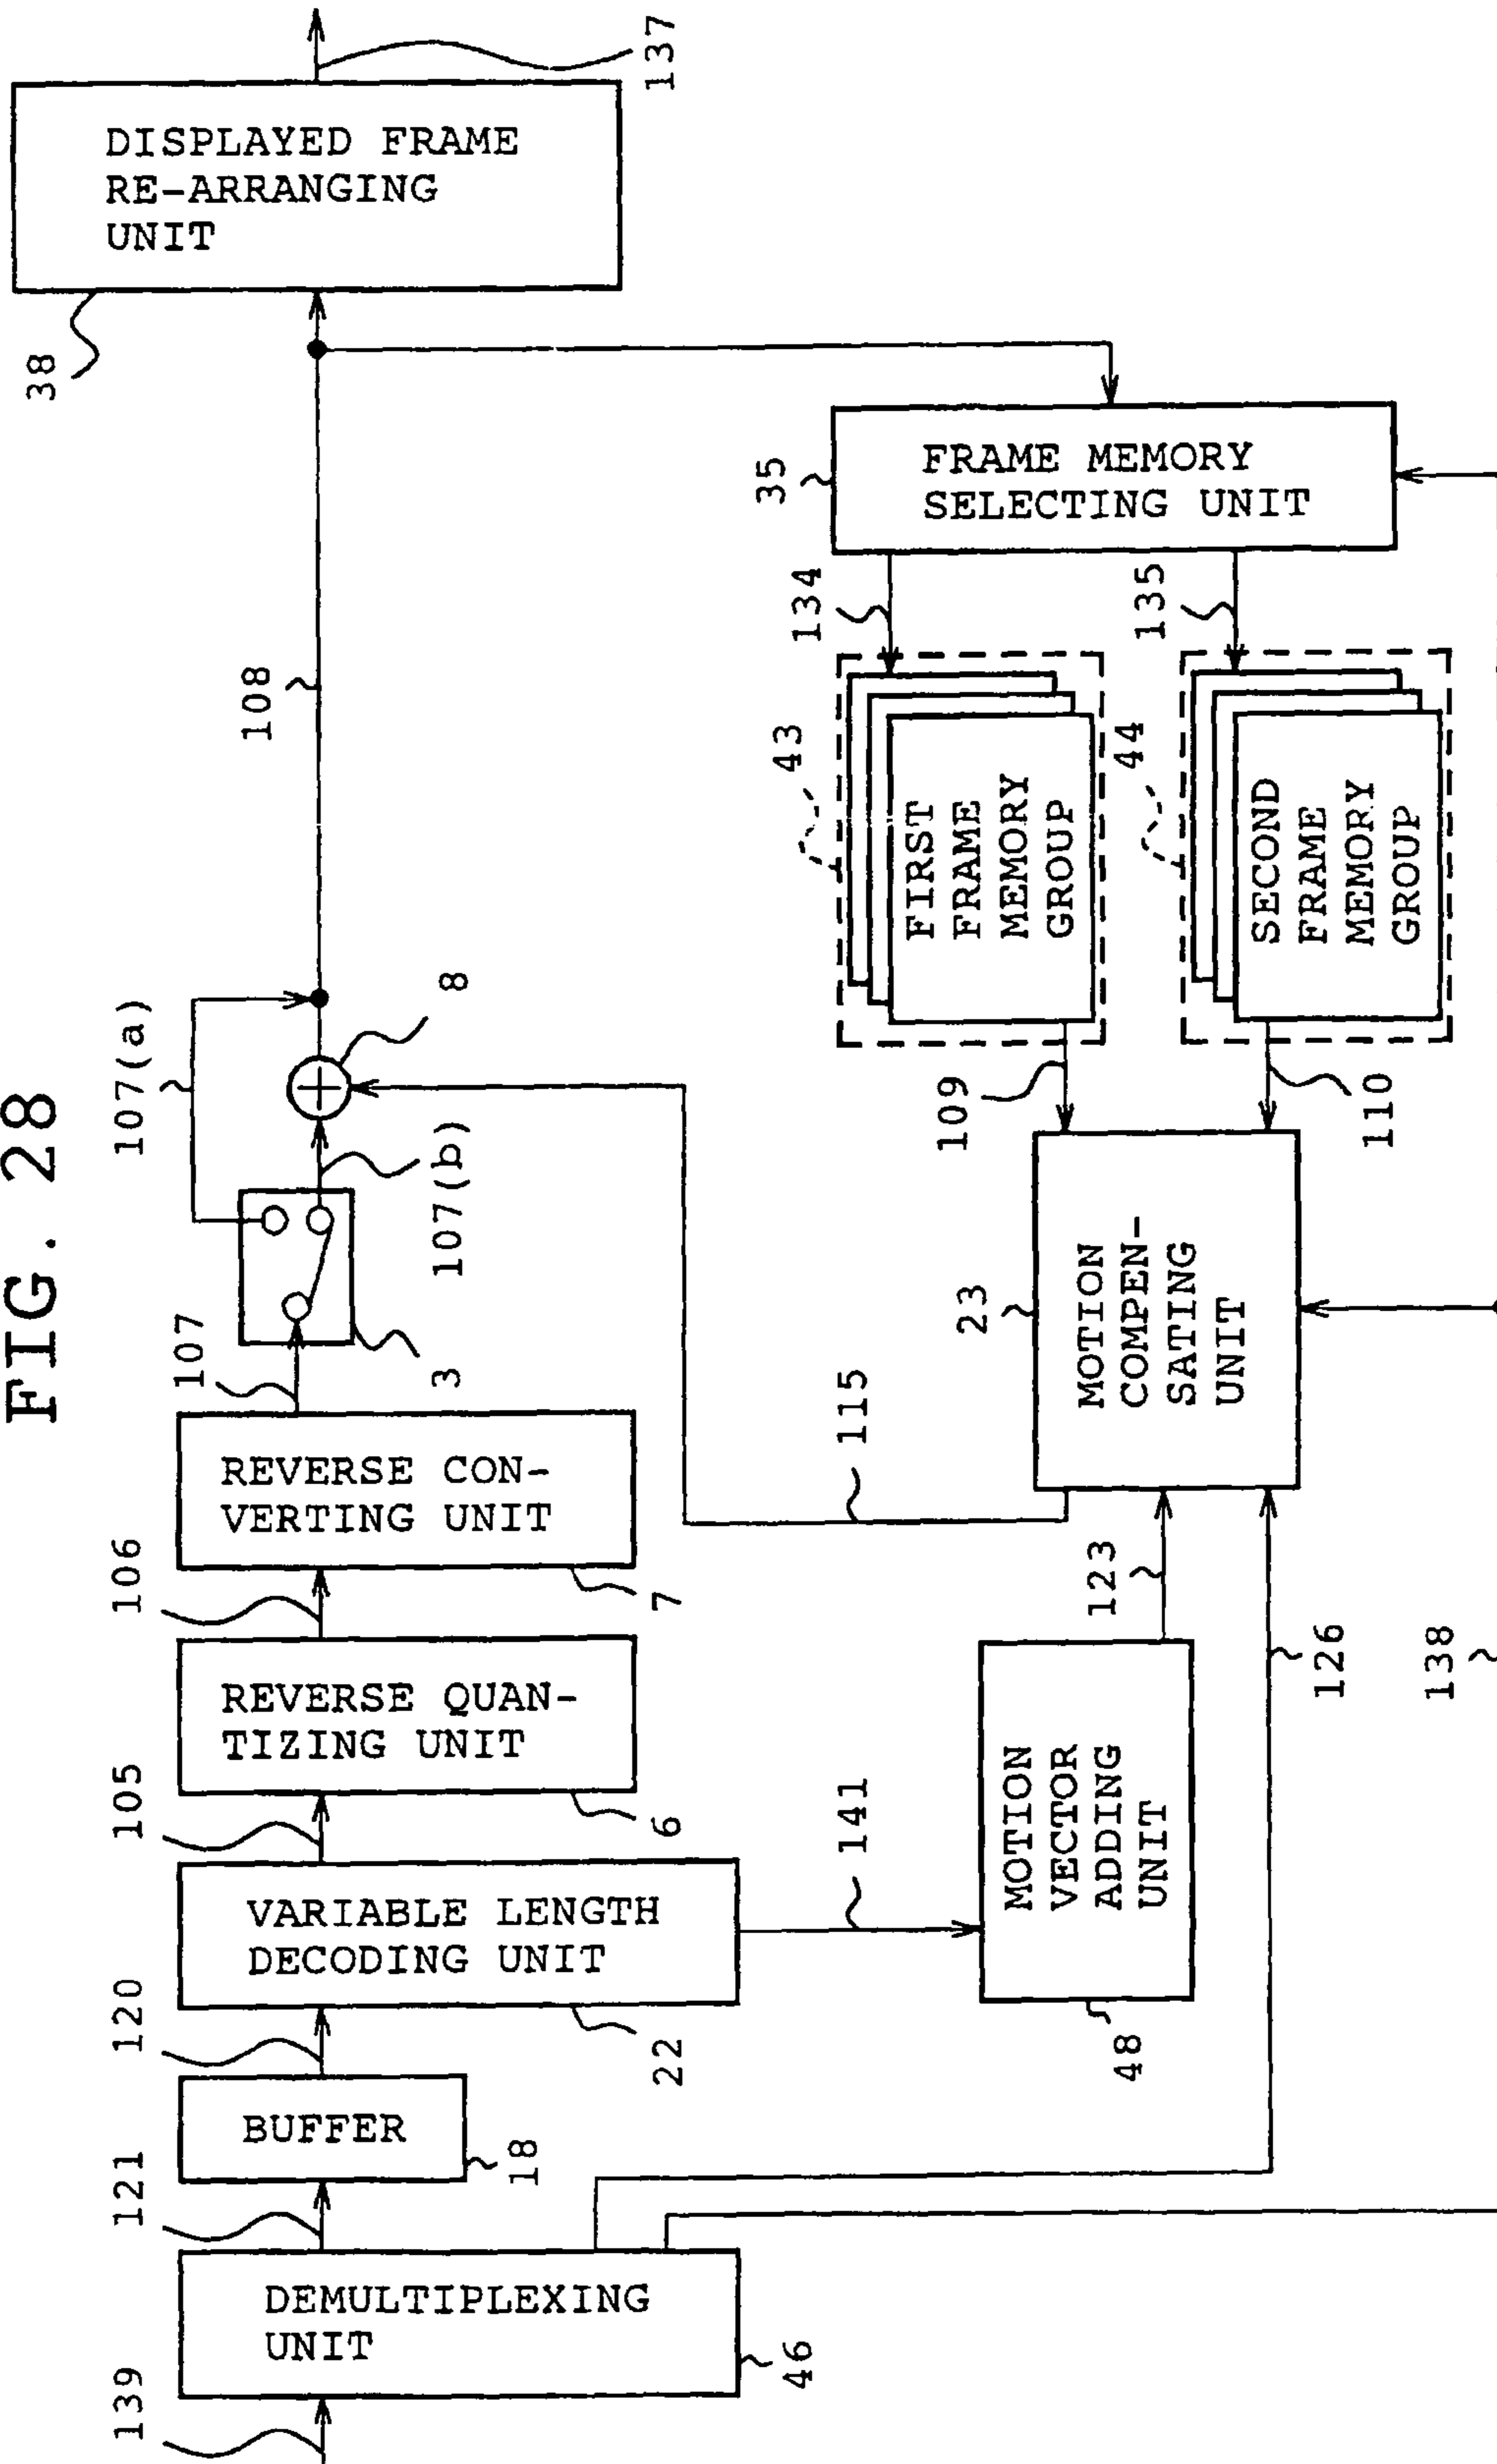 FIG. 28
139
DEMULTIPLEXING
UNIT
46
121
BUFFER
18
120
VARIABLE LENGTH
DECODING UNIT
22
105
REVERSE QUAN-
TIZING UNIT
6
106
REVERSE CON-
VERTING UNIT
7
107
3
107(a)
107(b)
8
108
38
DISPLAYED FRAME
RE-ARRANGING
UNIT
137
141
MOTION
VECTOR
ADDING
UNIT
48
123
126
138
115
23
MOTION
COMPEN-
SATING
UNIT
109
110
43
FIRST
FRAME
MEMORY
GROUP
44
SECOND
FRAME
MEMORY
GROUP
134
135
35
FRAME MEMORY
SELECTING UNIT